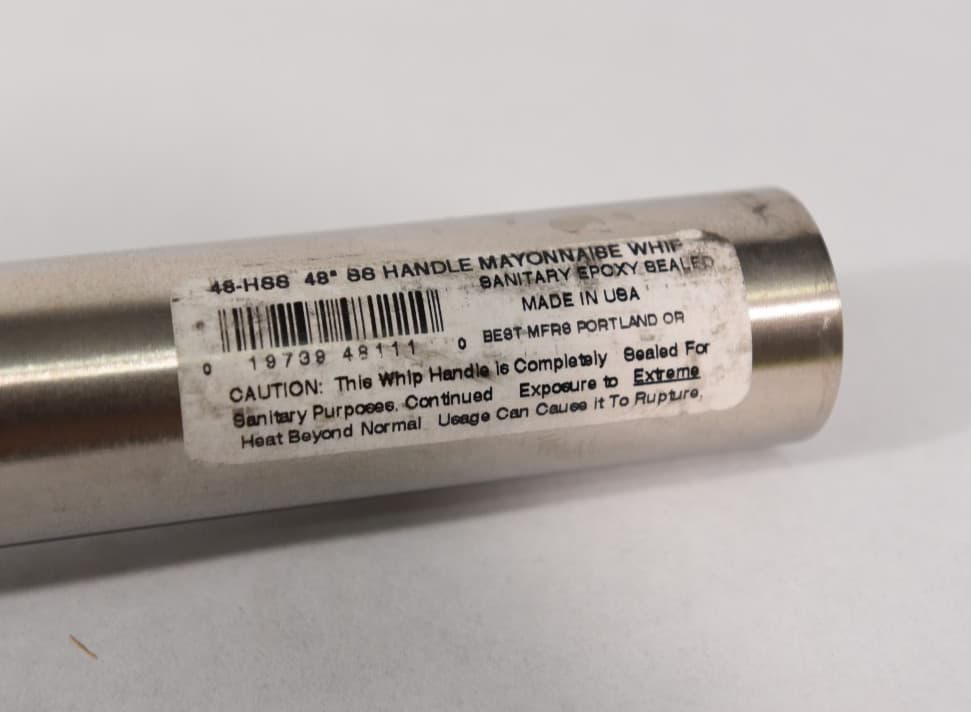 48-HSS 48" SS HANDLE MAYONNAISE WHIP
SANITARY EPOXY SEALED
MADE IN USA
BEST MFRS PORTLAND OR
0 19739 48111 0
CAUTION: This Whip Handle is Completely Sealed For
Sanitary Purposes. Continued Exposure to Extreme
Heat Beyond Normal Usage Can Cause it To Rupture.